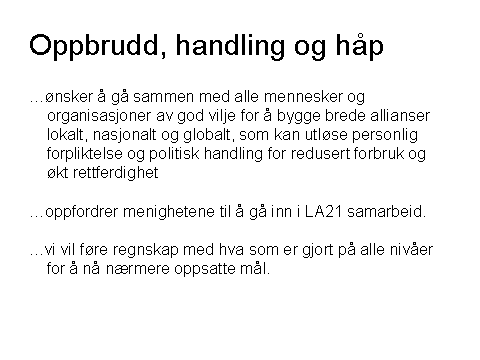 Oppbrudd, handling og håp
…ønsker å gå sammen med alle mennesker og
organisasjoner av god vilje for å bygge brede allianser
lokalt, nasjonalt og globalt, som kan utløse personlig
forpliktelse og politisk handling for redusert forbruk og
økt rettferdighet
…oppfordrer menighetene til å gå inn i LA21 samarbeid.
…vi vil føre regnskap med hva som er gjort på alle nivåer
for å nå nærmere oppsatte mål.